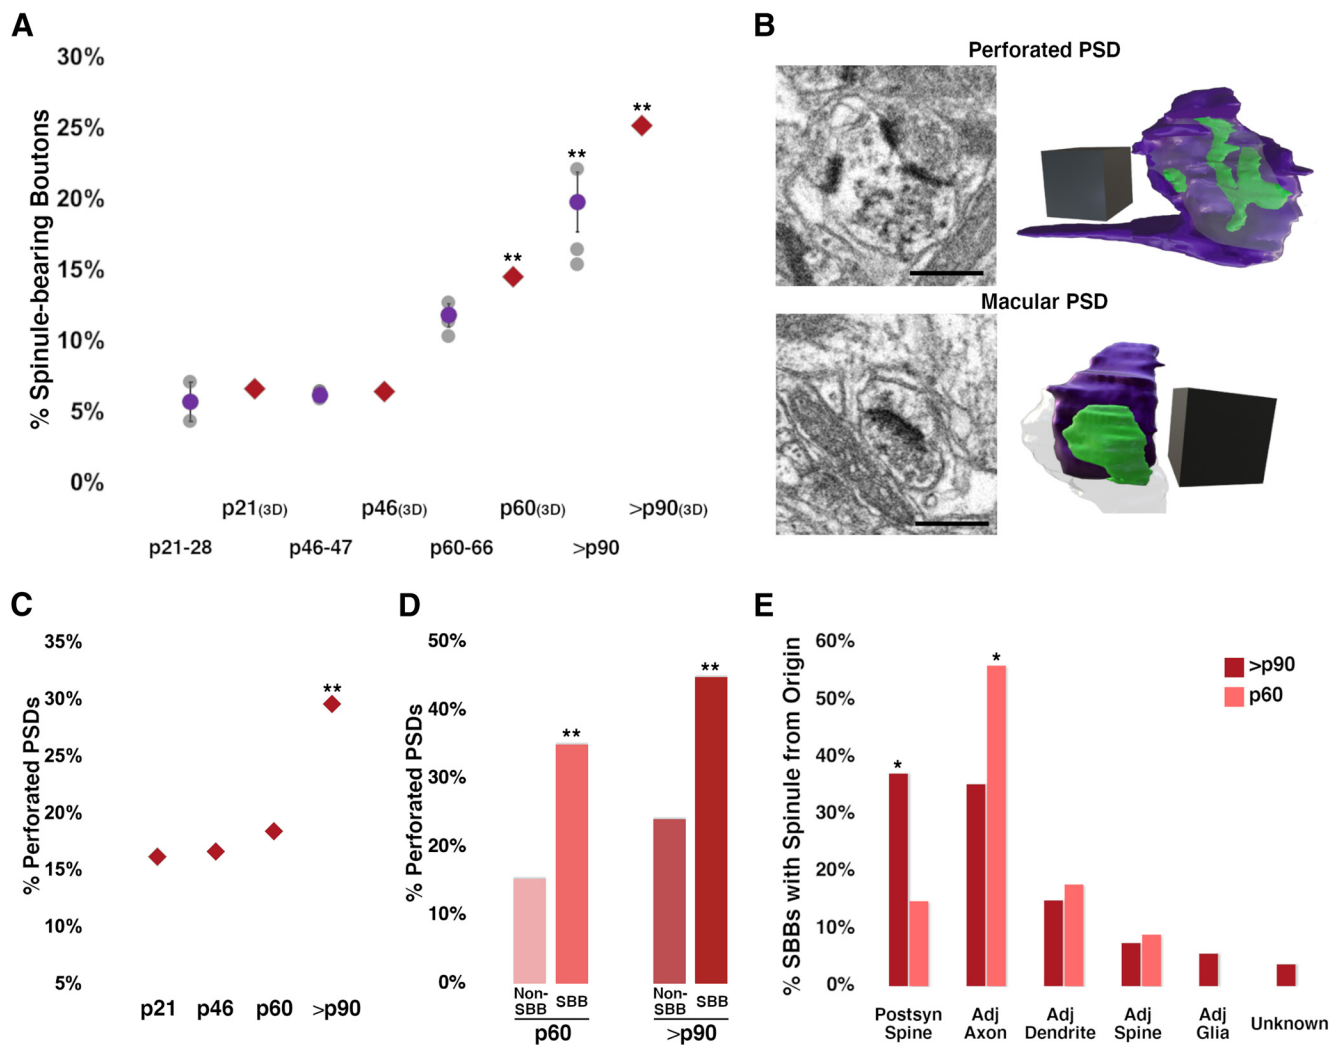 A
% Spinule-bearing Boutons
30%
25%
20%
15%
10%
5%
0%
**
**
**
p21(3D)
p46(3D)
p60(3D)
>p90(3D)
p21-28
p46-47
p60-66
>p90
B
Perforated PSD
Macular PSD
C
% Perforated PSDs
35%
30%
25%
20%
15%
10%
5%
**
p21
p46
p60
>p90
D
% Perforated PSDs
50%
40%
30%
20%
10%
0%
**
**
Non-
SBB
SBB
Non-
SBB
SBB
p60
>p90
E
% SBBs with Spinule from Origin
60%
50%
40%
30%
20%
10%
0%
*
*
>p90
p60
Postsyn
Spine
Adj
Axon
Adj
Dendrite
Adj
Spine
Adj
Glia
Unknown